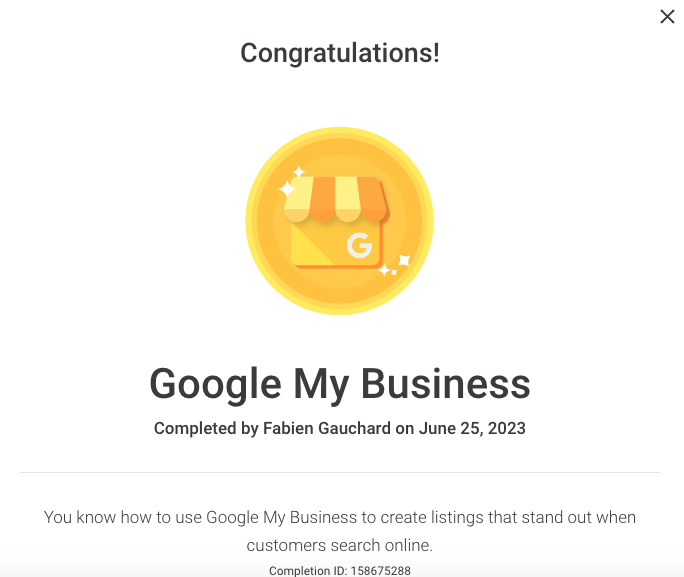 Congratulations!
G
Google My Business
Completed by Fabien Gauchard on June 25, 2023
You know how to use Google My Business to create listings that stand out when
customers search online.
Completion ID: 158675288